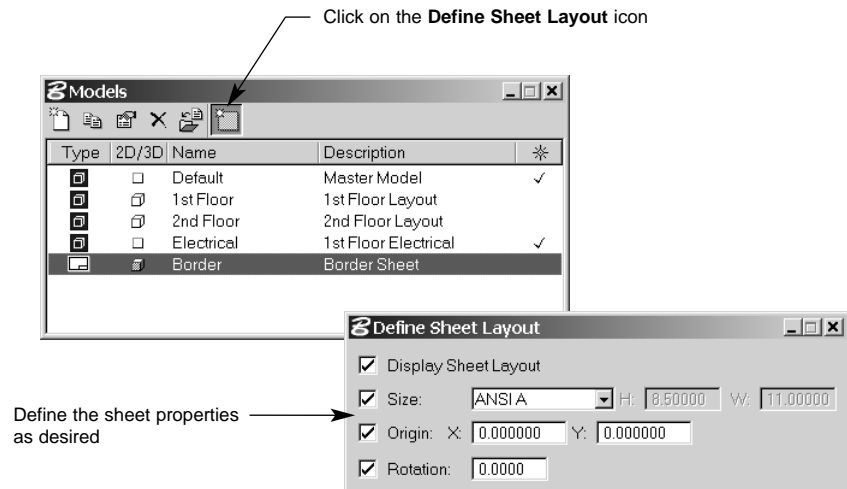 Click on the Define Sheet Layout icon
Models
Type 2D/3D Name Description
Default Master Model
1st Floor 1st Floor Layout
2nd Floor 2nd Floor Layout
Electrical 1st Floor Electrical
Border Border Sheet
Define Sheet Layout
Display Sheet Layout
Size: ANSI A H: 8.50000 W: 11.00000
Define the sheet properties
as desired
Origin: X: 0.000000 Y: 0.000000
Rotation: 0.0000